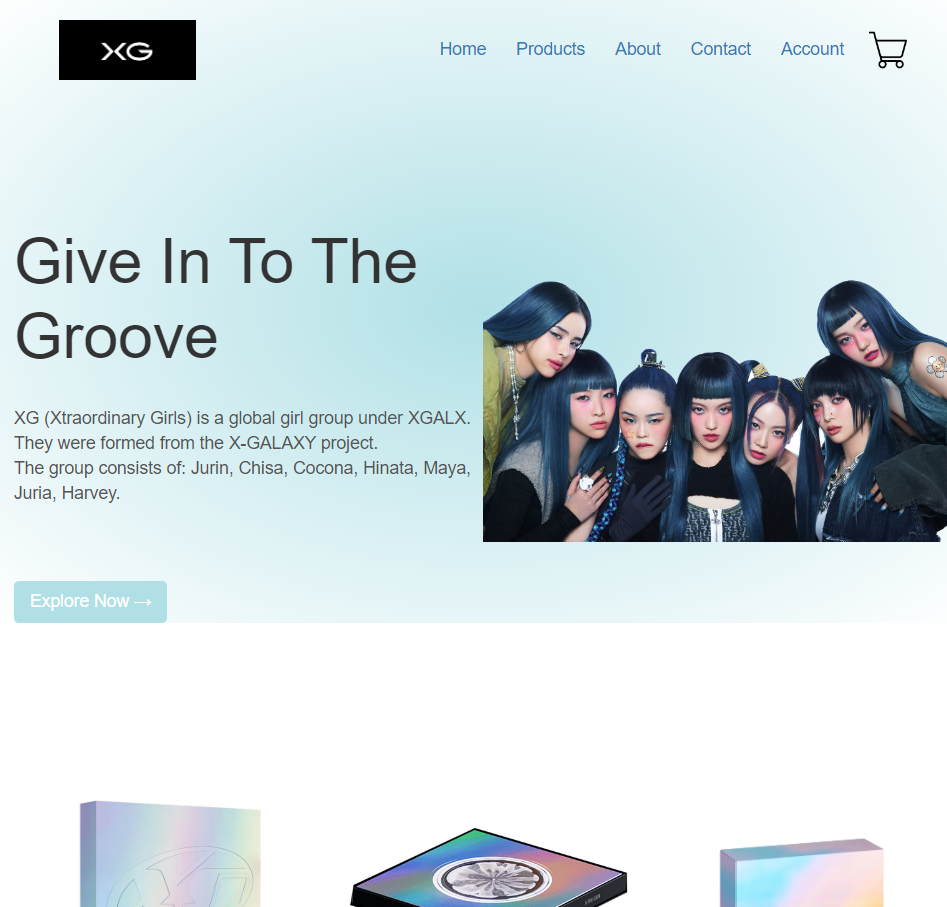 XG
Home Products About Contact Account
Give In To The
Groove
XG (Xtraordinary Girls) is a global girl group under XGALX.
They were formed from the X-GALAXY project.
The group consists of: Jurin, Chisa, Cocona, Hinata, Maya,
Juria, Harvey.
Explore Now →